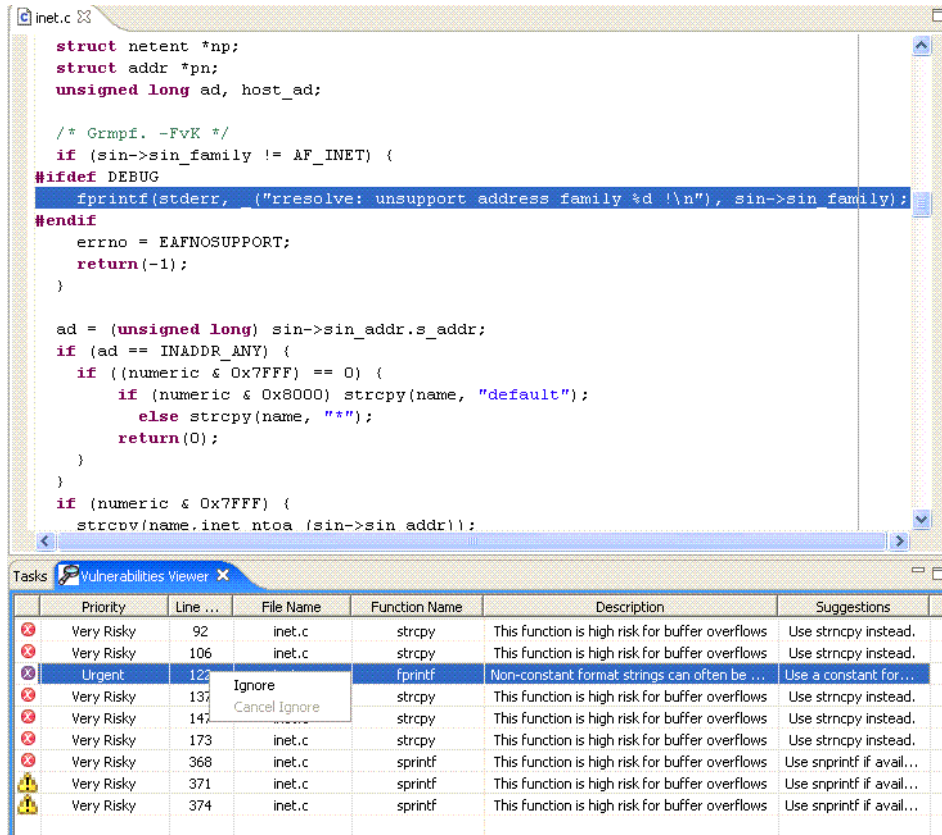 inet.c
struct netent *np;
struct addr *pn;
unsigned long ad, host_ad;
/* Grmpf. -FvK */
if (sin->sin_family != AF_INET) {
#ifdef DEBUG
fprintf(stderr, _("rresolve: unsupport address family %d !\n"), sin->sin_family);
#endif
errno = EAFNOSUPPORT;
return(-1);
}
ad = (unsigned long) sin->sin_addr.s_addr;
if (ad == INADDR_ANY) {
if ((numeric & 0x7FFF) == 0) {
if (numeric & 0x8000) strcpy(name, "default");
else strcpy(name, "*");
return(0);
}
}
if (numeric & 0x7FFF) {
strcpy(name,inet_ntoa (sin->sin_addr));
Tasks Vulnerabilities Viewer
Priority Line ... File Name Function Name Description Suggestions
Very Risky 92 inet.c strcpy This function is high risk for buffer overflows Use strncpy instead.
Very Risky 106 inet.c strcpy This function is high risk for buffer overflows Use strncpy instead.
Urgent 122 fprintf Non-constant format strings can often be ... Use a constant for...
Ignore
Cancel Ignore
Very Risky 137 strcpy This function is high risk for buffer overflows Use strncpy instead.
Very Risky 147 strcpy This function is high risk for buffer overflows Use strncpy instead.
Very Risky 173 inet.c strcpy This function is high risk for buffer overflows Use strncpy instead.
Very Risky 368 inet.c sprintf This function is high risk for buffer overflows Use snprintf if avail...
Very Risky 371 inet.c sprintf This function is high risk for buffer overflows Use snprintf if avail...
Very Risky 374 inet.c sprintf This function is high risk for buffer overflows Use snprintf if avail...